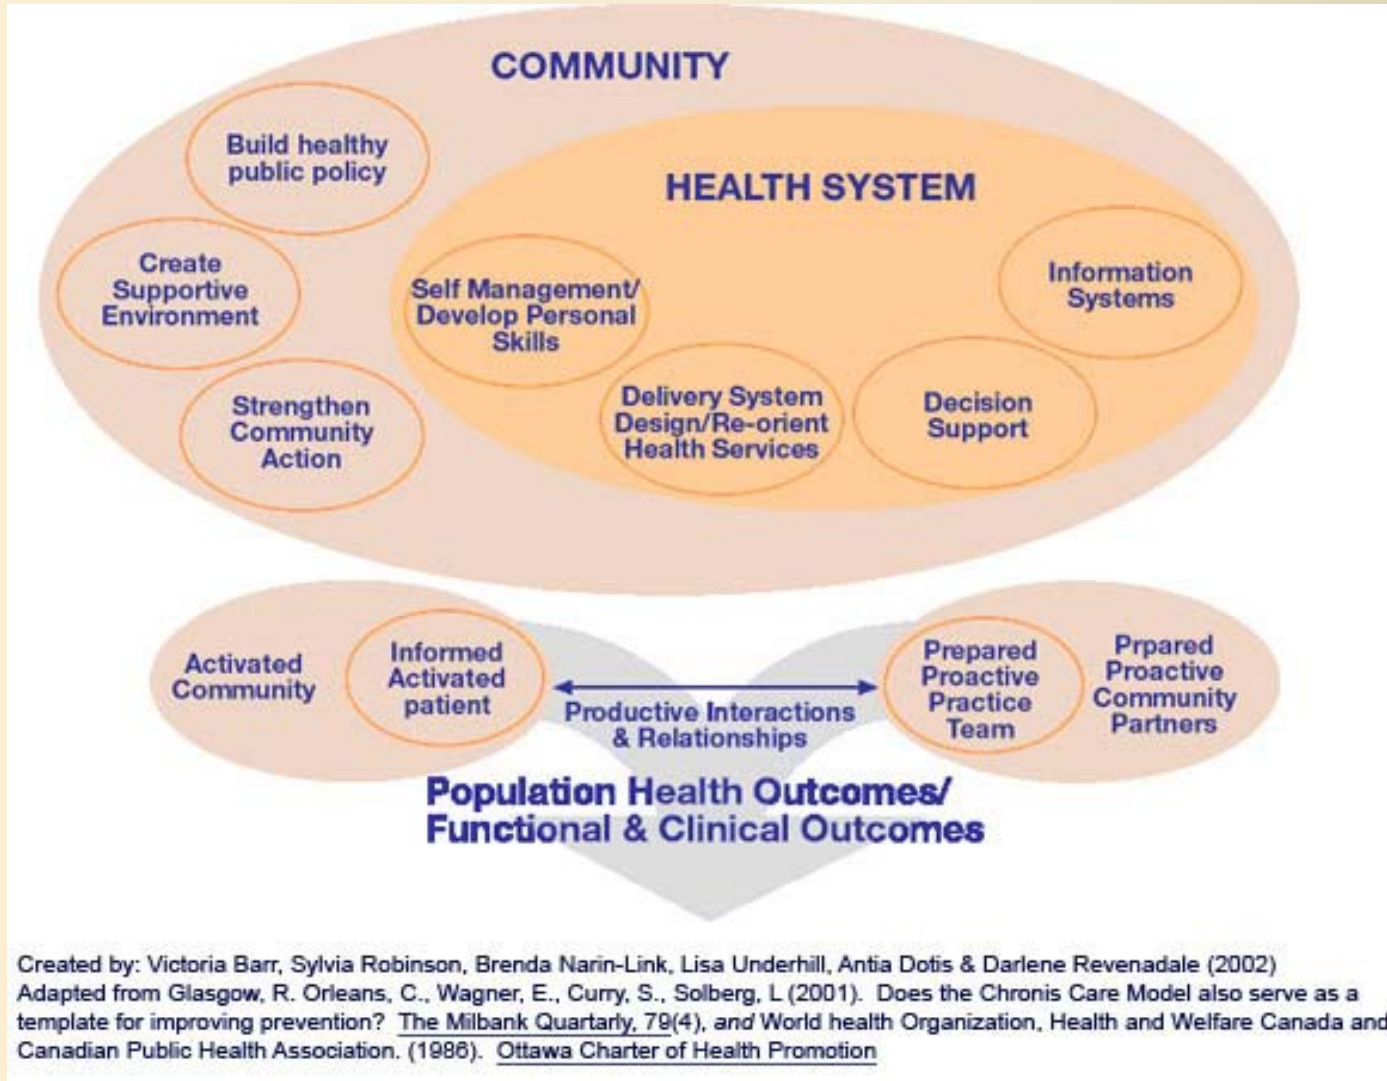 COMMUNITY
Build healthy
public policy
HEALTH SYSTEM
Create
Supportive
Environment
Self Management/
Develop Personal
Skills
Information
Systems
Strengthen
Community
Action
Delivery System
Design/Re-orient
Health Services
Decision
Support
Activated
Community
Informed
Activated
patient
Productive Interactions
& Relationships
Prepared
Proactive
Practice
Team
Prpared
Proactive
Community
Partners
Population Health Outcomes/
Functional & Clinical Outcomes
Created by: Victoria Barr, Sylvia Robinson, Brenda Narin-Link, Lisa Underhill, Antia Dotis & Darlene Revenadale (2002)
Adapted from Glasgow, R. Orleans, C., Wagner, E., Curry, S., Solberg, L (2001). Does the Chronis Care Model also serve as a
template for improving prevention? The Milbank Quartarly, 79(4), and World health Organization, Health and Welfare Canada and
Canadian Public Health Association. (1986). Ottawa Charter of Health Promotion